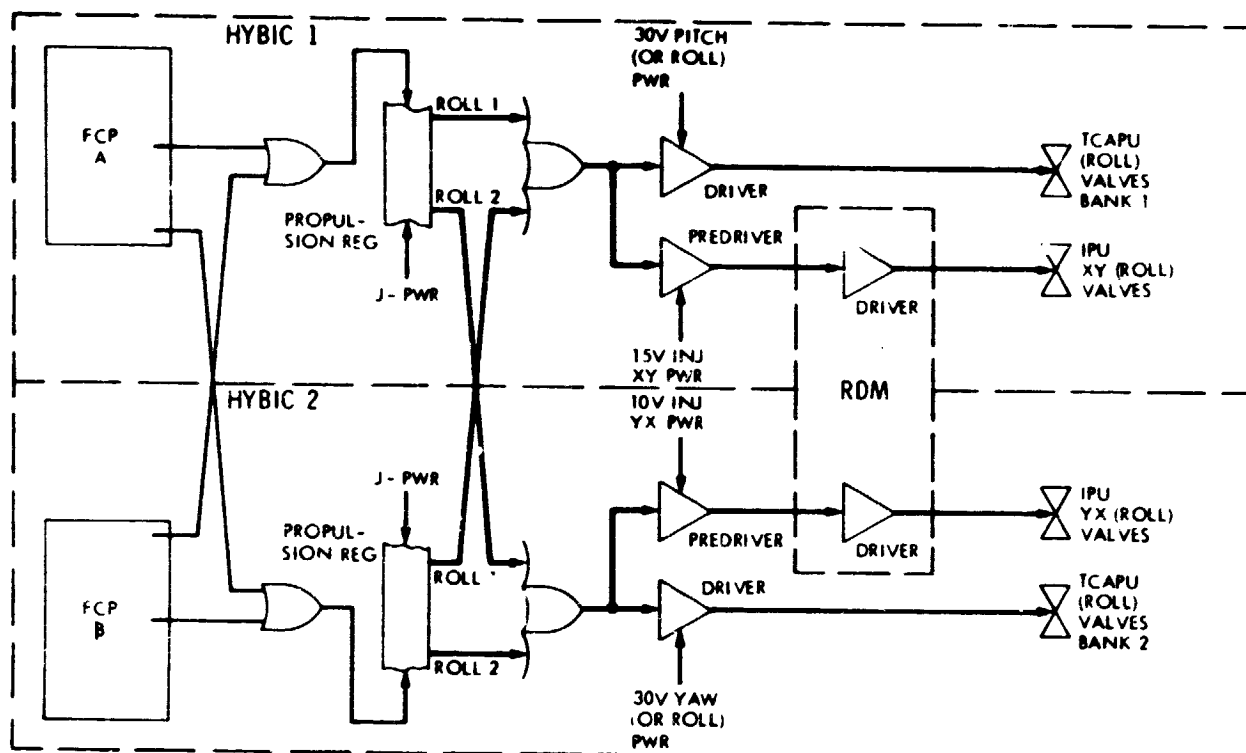 HYBIC 1
FCP
A
ROLL 1
ROLL 2
PROPUL-
SION REG
J - PWR
30V PITCH
(OR ROLL)
PWR
DRIVER
TCAPU
(ROLL)
VALVES
BANK 1
PREDRIVER
DRIVER
IPU
XY (ROLL)
VALVES
15V INJ
XY PWR
RDM
HYBIC 2
10V INJ
YX PWR
J - PWR
PROPUL-
SION REG
FCP
B
ROLL
ROLL 2
PREDRIVER
DRIVER
IPU
YX (ROLL)
VALVES
DRIVER
TCAPU
(ROLL)
VALVES
BANK 2
30V YAW
(OR ROLL)
PWR